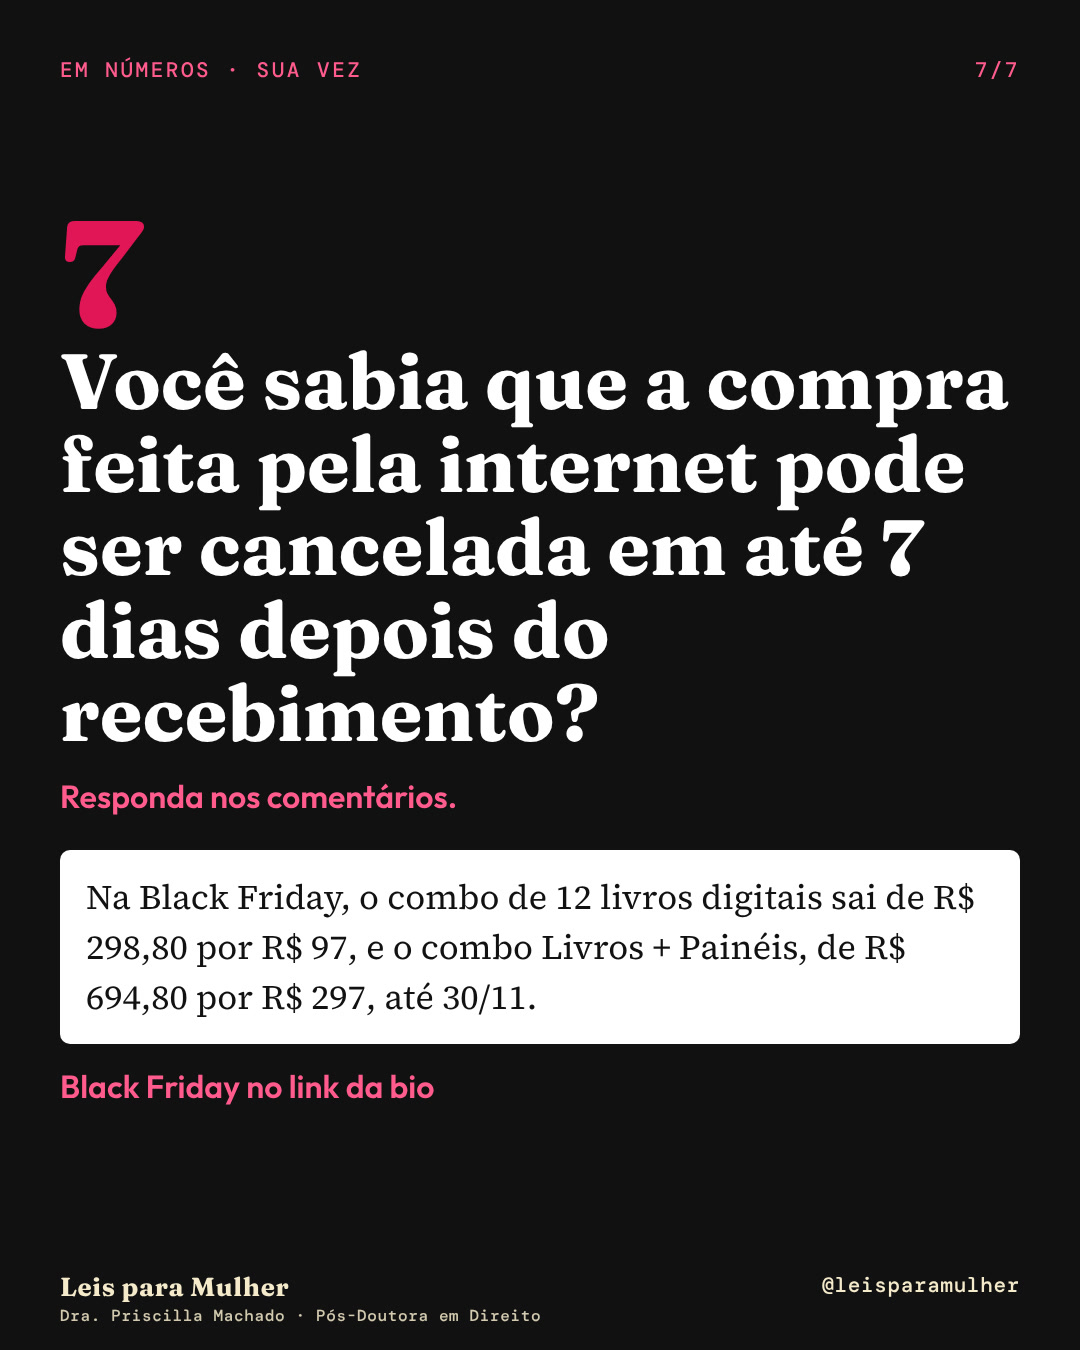 EM NÚMEROS · SUA VEZ
7/7
7
Você sabia que a compra
feita pela internet pode
ser cancelada em até 7
dias depois do
recebimento?
Responda nos comentários.
Na Black Friday, o combo de 12 livros digitais sai de R$
298,80 por R$ 97, e o combo Livros + Painéis, de R$
694,80 por R$ 297, até 30/11.
Black Friday no link da bio
Leis para Mulher
@leisparamulher
Dra. Priscilla Machado · Pós-Doutora em Direito